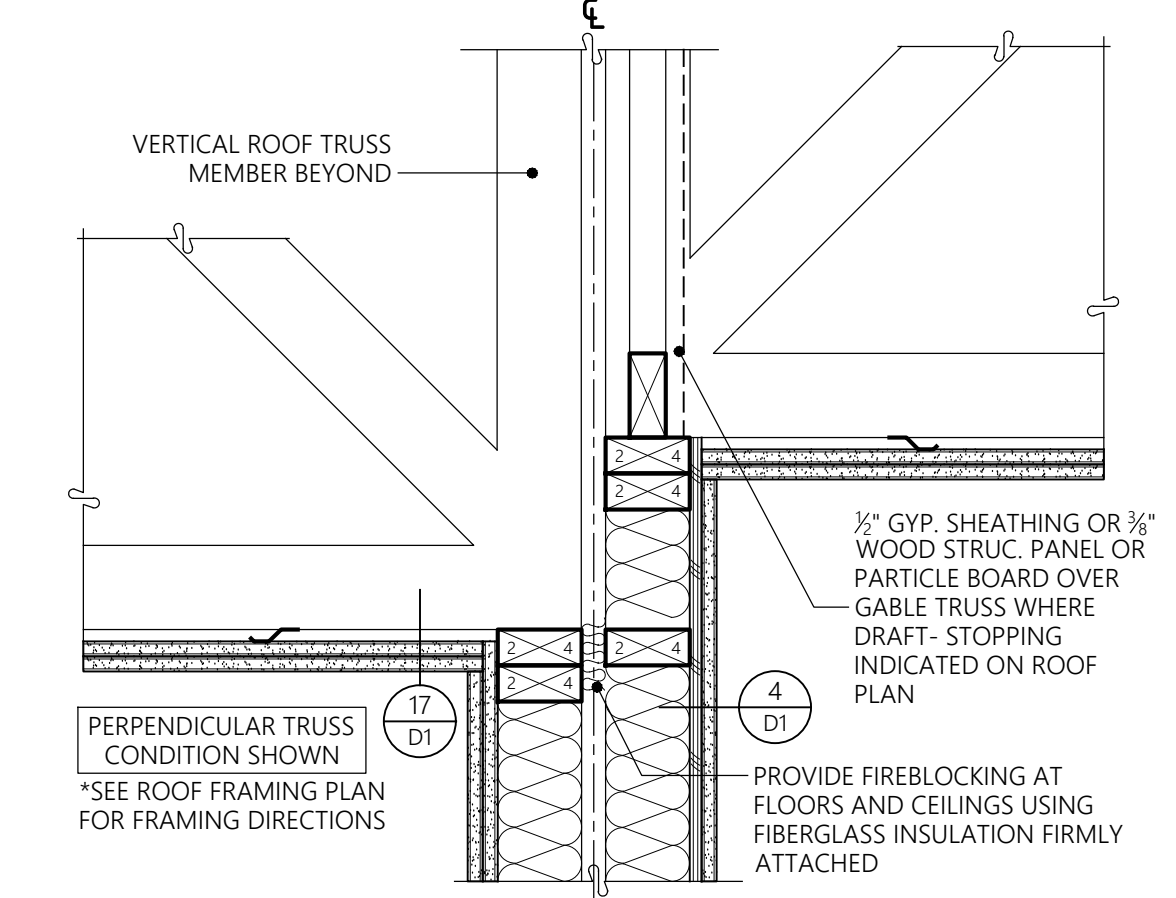 ℄
VERTICAL ROOF TRUSS
MEMBER BEYOND
2 4
2 4
½" GYP. SHEATHING OR ⅜"
WOOD STRUC. PANEL OR
PARTICLE BOARD OVER
GABLE TRUSS WHERE
DRAFT- STOPPING
INDICATED ON ROOF
PLAN
2 4
2 4
2 4
17
D1
4
D1
PERPENDICULAR TRUSS
CONDITION SHOWN
*SEE ROOF FRAMING PLAN
FOR FRAMING DIRECTIONS
PROVIDE FIREBLOCKING AT
FLOORS AND CEILINGS USING
FIBERGLASS INSULATION FIRMLY
ATTACHED